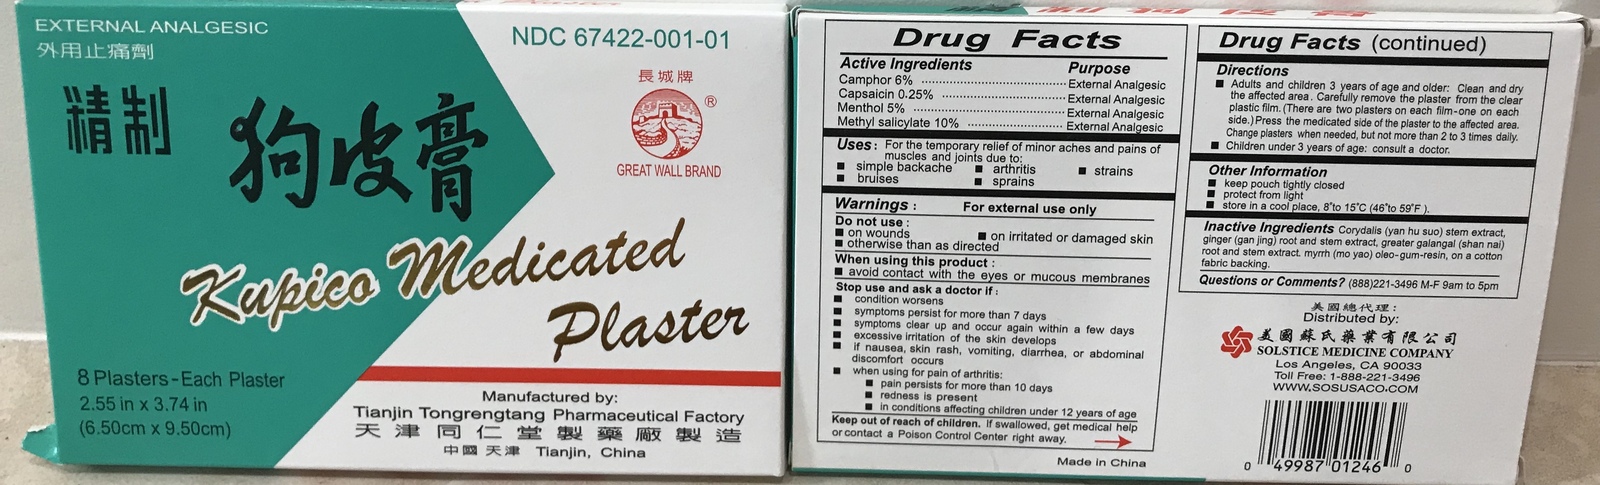 EXTERNAL ANALGESIC
外用止痛劑
NDC 67422-001-01
長城牌
®
GREAT WALL BRAND
精制
狗皮膏
Kupico Medicated
Plaster
8 Plasters-Each Plaster
2.55 in x 3.74 in
(6.50cm x 9.50cm)
Manufactured by:
Tianjin Tongrengtang Pharmaceutical Factory
天津同仁堂製藥廠製造
中國 天津 Tianjin, China
Drug Facts
Active Ingredients Purpose
Camphor 6% External Analgesic
Capsaicin 0.25% External Analgesic
Menthol 5% External Analgesic
Methyl salicylate 10% External Analgesic
Uses: For the temporary relief of minor aches and pains of
muscles and joints due to:
■ simple backache ■ arthritis ■ strains
■ bruises ■ sprains
Warnings: For external use only
Do not use:
■ on wounds ■ on irritated or damaged skin
■ otherwise than as directed
When using this product:
■ avoid contact with the eyes or mucous membranes
Stop use and ask a doctor if:
■ condition worsens
■ symptoms persist for more than 7 days
■ symptoms clear up and occur again within a few days
■ excessive irritation of the skin develops
■ if nausea, skin rash, vomiting, diarrhea, or abdominal
discomfort occurs
■ when using for pain of arthritis:
■ pain persists for more than 10 days
■ redness is present
■ in conditions affecting children under 12 years of age
Keep out of reach of children. If swallowed, get medical help
or contact a Poison Control Center right away.
Made in China
Drug Facts (continued)
Directions
■ Adults and children 3 years of age and older: Clean and dry
the affected area. Carefully remove the plaster from the clear
plastic film.(There are two plasters on each film-one on each
side.)Press the medicated side of the plaster to the affected area.
Change plasters when needed, but not more than 2 to 3 times daily.
■ Children under 3 years of age: consult a doctor.
Other Information
■ keep pouch tightly closed
■ protect from light
■ store in a cool place, 8°to 15°C (46°to 59°F ).
Inactive Ingredients Corydalis (yan hu suo) stem extract,
ginger (gan jing) root and stem extract, greater galangal (shan nai)
root and stem extract. myrrh (mo yao) oleo-gum-resin, on a cotton
fabric backing.
Questions or Comments? (888)221-3496 M-F 9am to 5pm
美國總代理:
Distributed by:
美國蘇氏藥業有限公司
SOLSTICE MEDICINE COMPANY
Los Angeles, CA 90033
Toll Free: 1-888-221-3496
WWW.SOSUSACO.COM
0 49987 01246 0